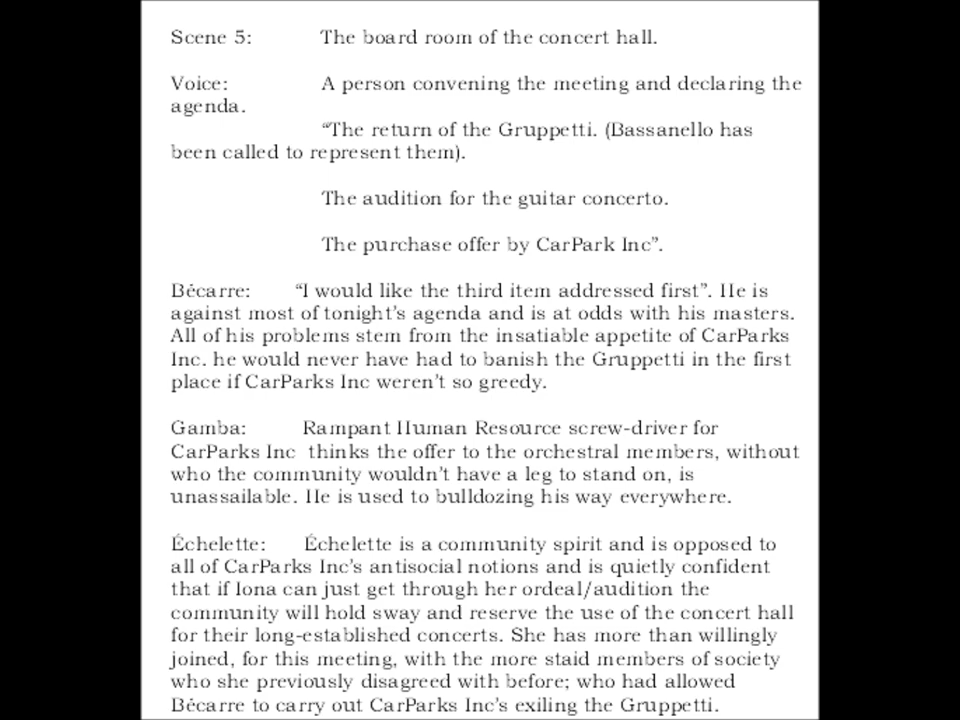 Scene 5: The board room of the concert hall.
Voice: A person convening the meeting and declaring the
agenda.
“The return of the Gruppetti. (Bassanello has
been called to represent them).
The audition for the guitar concerto.
The purchase offer by CarPark Inc”.
Bécarre: “I would like the third item addressed first”. He is
against most of tonight’s agenda and is at odds with his masters.
All of his problems stem from the insatiable appetite of CarParks
Inc. he would never have had to banish the Gruppetti in the first
place if CarParks Inc weren’t so greedy.
Gamba: Rampant Human Resource screw-driver for
CarParks Inc thinks the offer to the orchestral members, without
who the community wouldn’t have a leg to stand on, is
unassailable. He is used to bulldozing his way everywhere.
Échelette: Échelette is a community spirit and is opposed to
all of CarParks Inc’s antisocial notions and is quietly confident
that if Iona can just get through her ordeal/audition the
community will hold sway and reserve the use of the concert hall
for their long-established concerts. She has more than willingly
joined, for this meeting, with the more staid members of society
who she previously disagreed with before; who had allowed
Bécarre to carry out CarParks Inc’s exiling the Gruppetti.